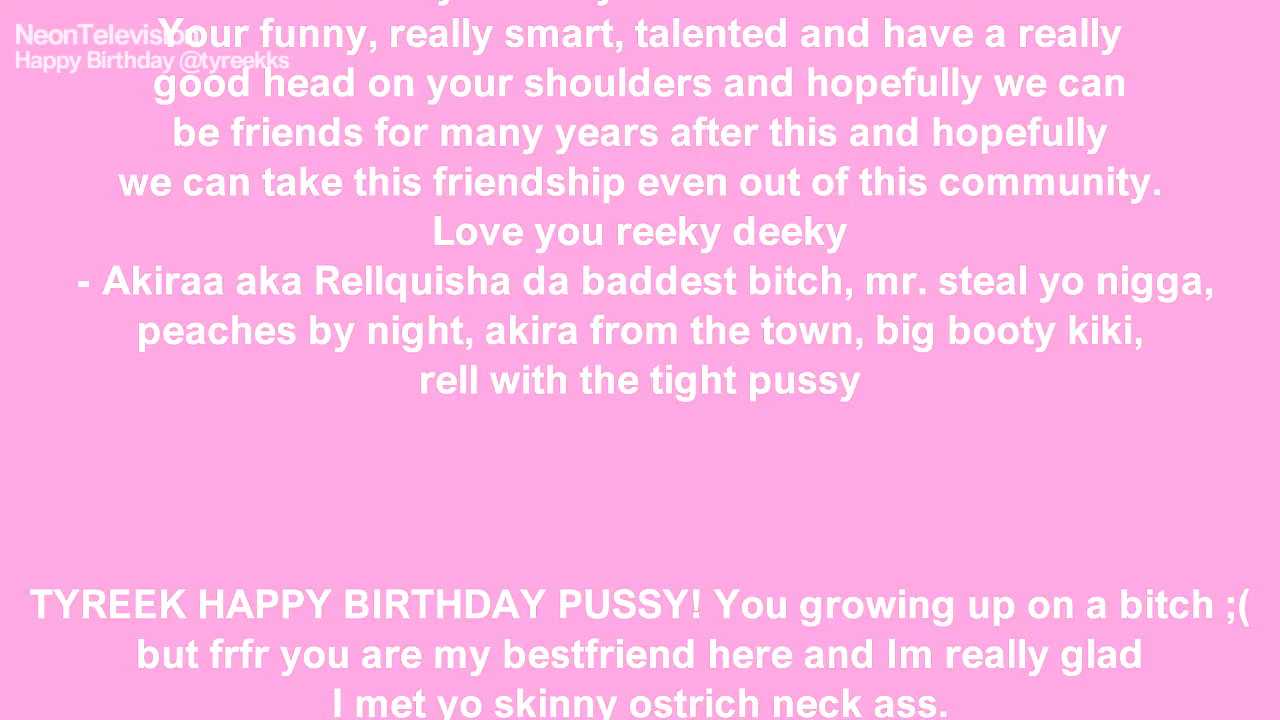 NeonTelevision
Happy Birthday @tyreekks
Your funny, really smart, talented and have a really
good head on your shoulders and hopefully we can
be friends for many years after this and hopefully
we can take this friendship even out of this community.
Love you reeky deeky
- Akiraa aka Rellquisha da baddest bitch, mr. steal yo nigga,
peaches by night, akira from the town, big booty kiki,
rell with the tight pussy
TYREEK HAPPY BIRTHDAY PUSSY! You growing up on a bitch ;(
but frfr you are my bestfriend here and Im really glad
I met yo skinny ostrich neck ass.